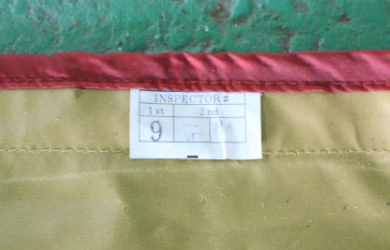 INSPECTOR#
1st 2nd
9